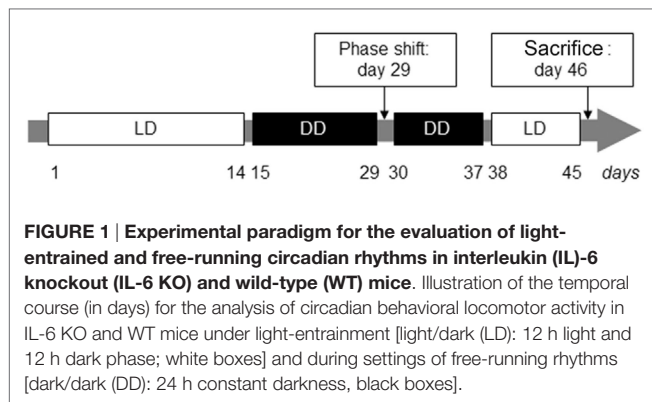 Phase shift:
day 29
Sacrifice :
day 46
LD
DD
DD
LD
1
14 15
29 30
37 38
45
days
FIGURE 1 | Experimental paradigm for the evaluation of light-
entrained and free-running circadian rhythms in interleukin (IL)-6
knockout (IL-6 KO) and wild-type (WT) mice. Illustration of the temporal
course (in days) for the analysis of circadian behavioral locomotor activity in
IL-6 KO and WT mice under light-entrainment [light/dark (LD): 12 h light and
12 h dark phase; white boxes] and during settings of free-running rhythms
[dark/dark (DD): 24 h constant darkness, black boxes].